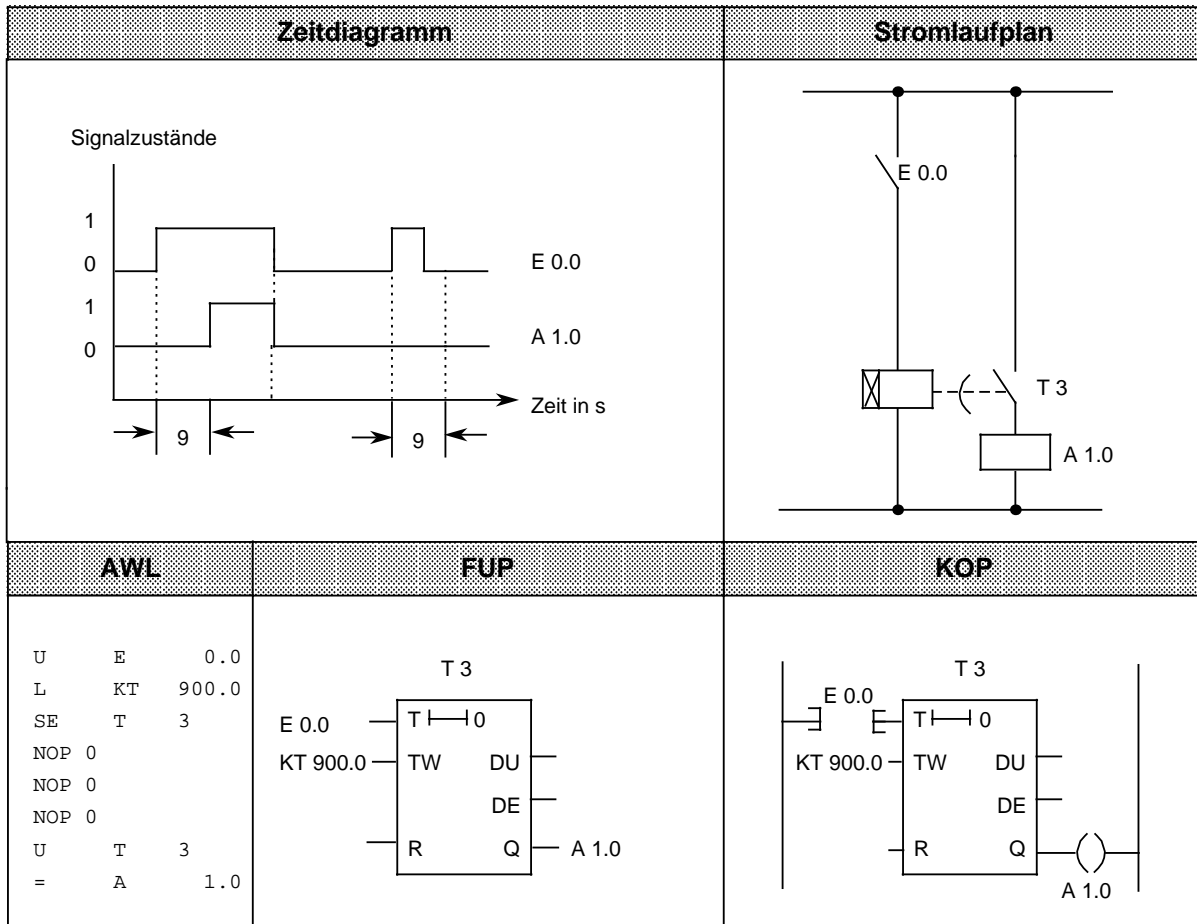 Zeitdiagramm
Stromlaufplan
Signalzustände
1
0
E 0.0
1
0
A 1.0
Zeit in s
9
9
E 0.0
T 3
A 1.0
AWL
FUP
KOP
U E 0.0
L KT 900.0
SE T 3
NOP 0
NOP 0
NOP 0
U T 3
= A 1.0
T 3
E 0.0
T 0
KT 900.0
TW DU
DE
R Q
A 1.0
T 3
E 0.0
T 0
KT 900.0
TW DU
DE
R Q
A 1.0